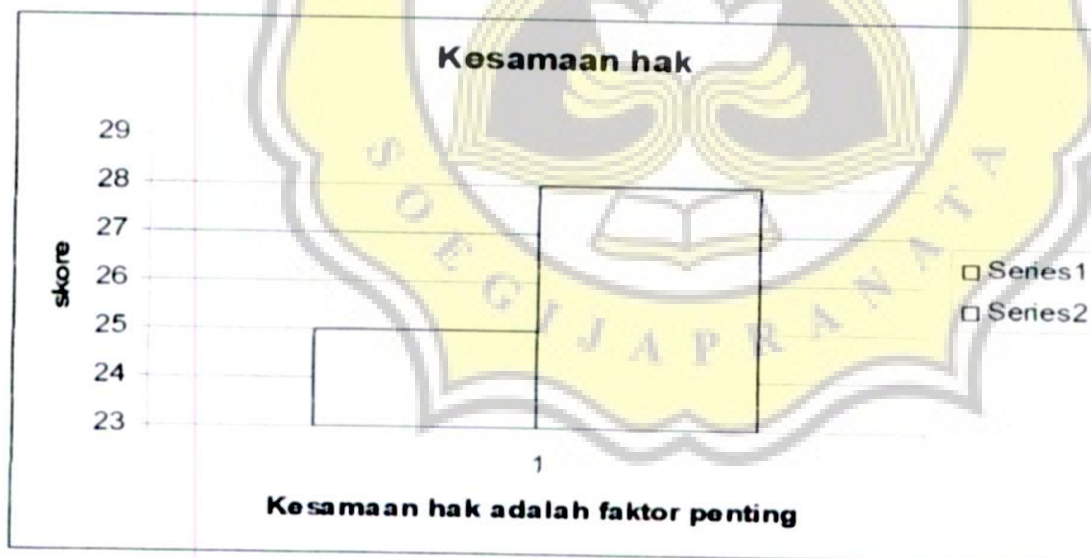 Kesamaan hak
29
28
27
26
25
24
23
skore
1
Kesamaan hak adalah faktor penting
Series1
Series2
SOEGIJAPRANATA